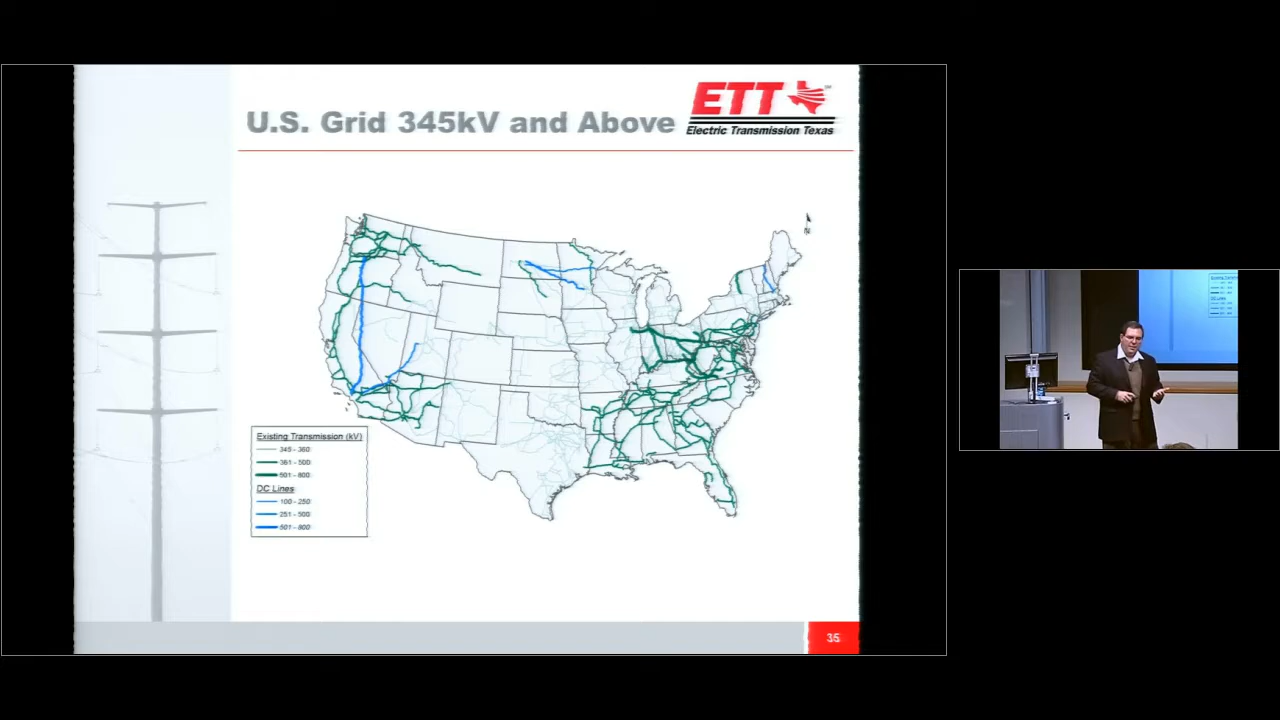 U.S. Grid 345kV and Above
ETT
Electric Transmission Texas
N
Existing Transmission (kV)
345 - 360
361 - 500
501 - 800
DC Lines
100 - 250
251 - 500
501 - 800
35